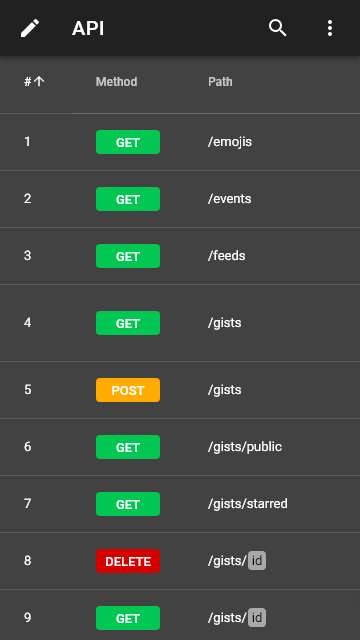 API
# Method Path
1 GET /emojis
2 GET /events
3 GET /feeds
4 GET /gists
5 POST /gists
6 GET /gists/public
7 GET /gists/starred
8 DELETE /gists/ id
9 GET /gists/ id